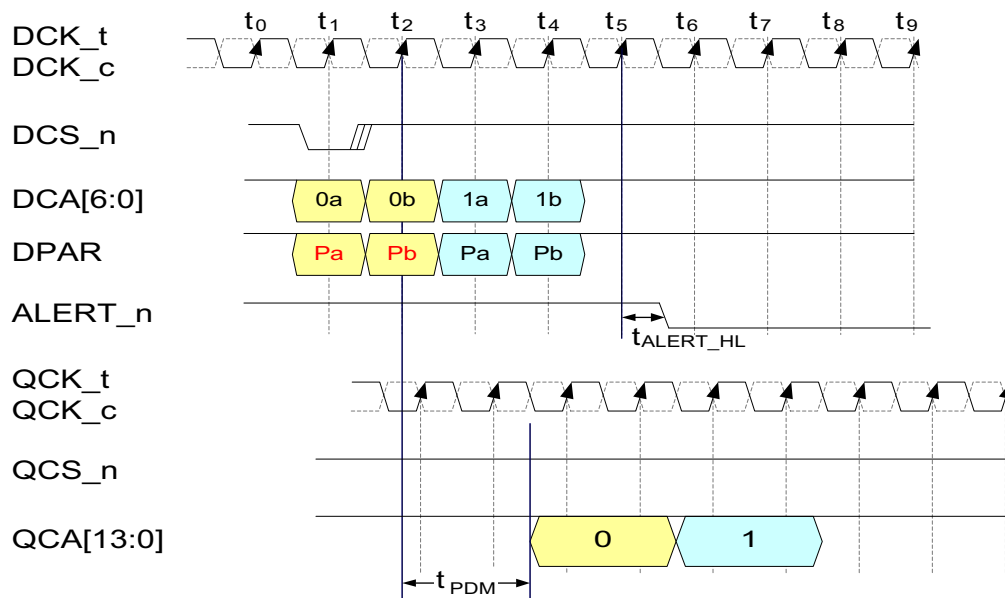 t0 t1 t2 t3 t4 t5 t6 t7 t8 t9
DCK_t
DCK_c
DCS_n
DCA[6:0] 0a 0b 1a 1b
DPAR Pa Pb Pa Pb
ALERT_n
tALERT_HL
QCK_t
QCK_c
QCS_n
QCA[13:0] 0 1
tPDM